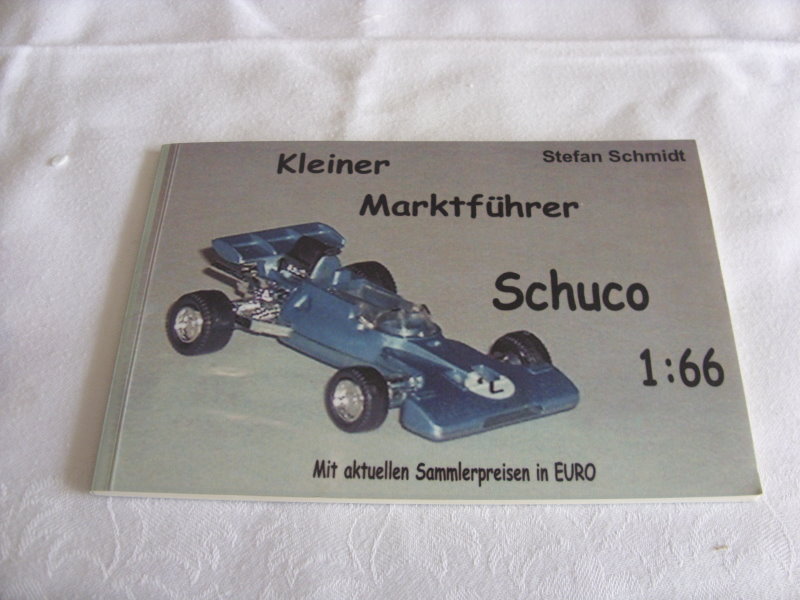 Stefan Schmidt
Kleiner
Marktführer
Schuco
1:66
Mit aktuellen Sammlerpreisen in EURO